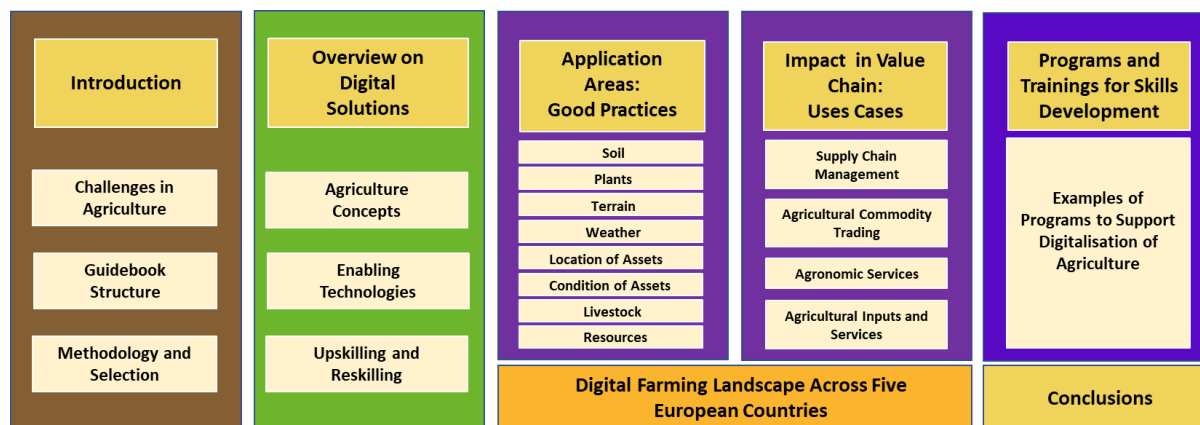 Introduction
Challenges in
Agriculture
Guidebook
Structure
Methodology and
Selection
Overview on
Digital
Solutions
Agriculture
Concepts
Enabling
Technologies
Upskilling and
Reskilling
Application
Areas:
Good Practices
Soil
Plants
Terrain
Weather
Location of Assets
Condition of Assets
Livestock
Resources
Impact in Value
Chain:
Uses Cases
Supply Chain
Management
Agricultural Commodity
Trading
Agronomic Services
Agricultural Inputs and
Services
Digital Farming Landscape Across Five
European Countries
Programs and
Trainings for Skills
Development
Examples of
Programs to Support
Digitalisation of
Agriculture
Conclusions